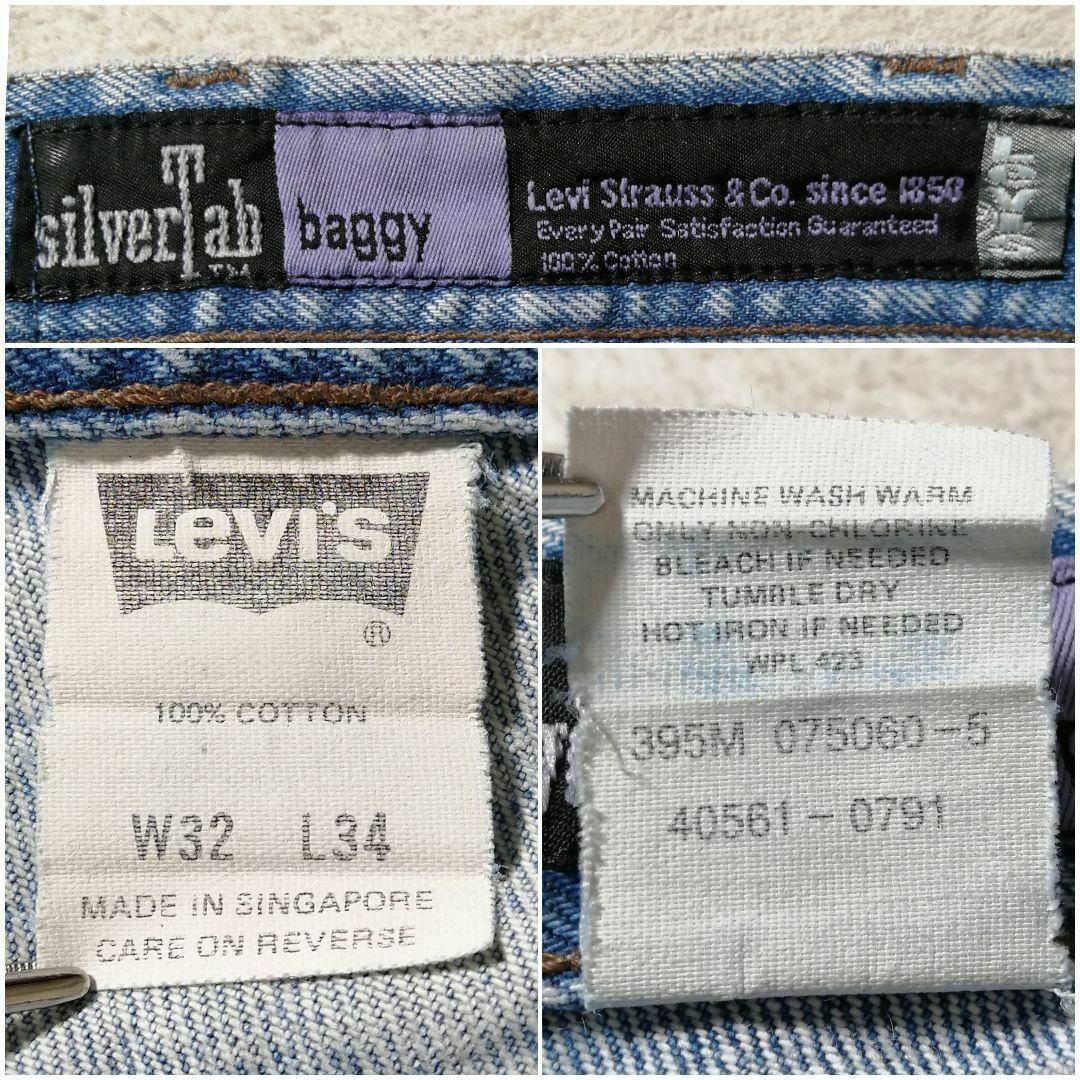 silverTab™
baggy
Levi Strauss & Co. since 1850
Every Pair Satisfaction Guaranteed
100% Cotton
Levi's
®
100% COTTON
W32 L34
MADE IN SINGAPORE
CARE ON REVERSE
MACHINE WASH WARM
ONLY NON-CHLORINE
BLEACH IF NEEDED
TUMBLE DRY
HOT IRON IF NEEDED
WPL 423
395M 075060-5
40561-0791